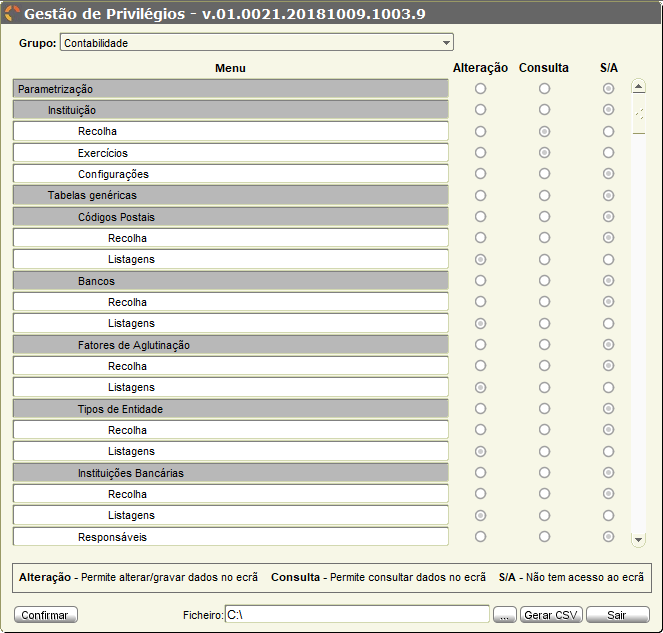 Gestão de Privilégios - v.01.0021.20181009.1003.9
Grupo: Contabilidade
Menu Alteração Consulta S/A
Parametrização
Instituição
Recolha
Exercícios
Configurações
Tabelas genéricas
Códigos Postais
Recolha
Listagens
Bancos
Recolha
Listagens
Fatores de Aglutinação
Recolha
Listagens
Tipos de Entidade
Recolha
Listagens
Instituições Bancárias
Recolha
Listagens
Responsáveis
Alteração - Permite alterar/gravar dados no ecrã Consulta - Permite consultar dados no ecrã S/A - Não tem acesso ao ecrã
Confirmar Ficheiro: C:\ ... Gerar CSV Sair